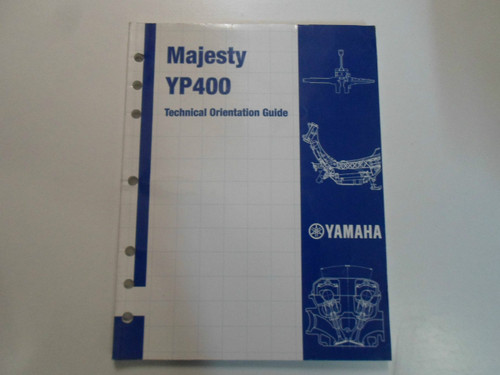 Majesty
YP400
Technical Orientation Guide
YAMAHA